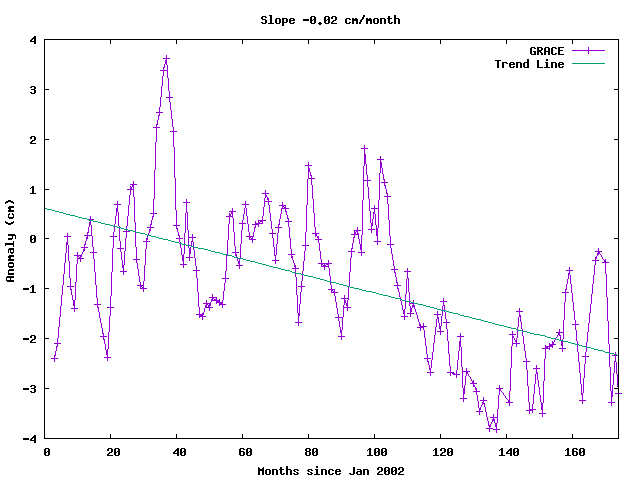 Slope -0.02 cm/month
GRACE
Trend Line
4
3
2
1
0
-1
-2
-3
-4
Anomaly (cm)
0 20 40 60 80 100 120 140 160
Months since Jan 2002